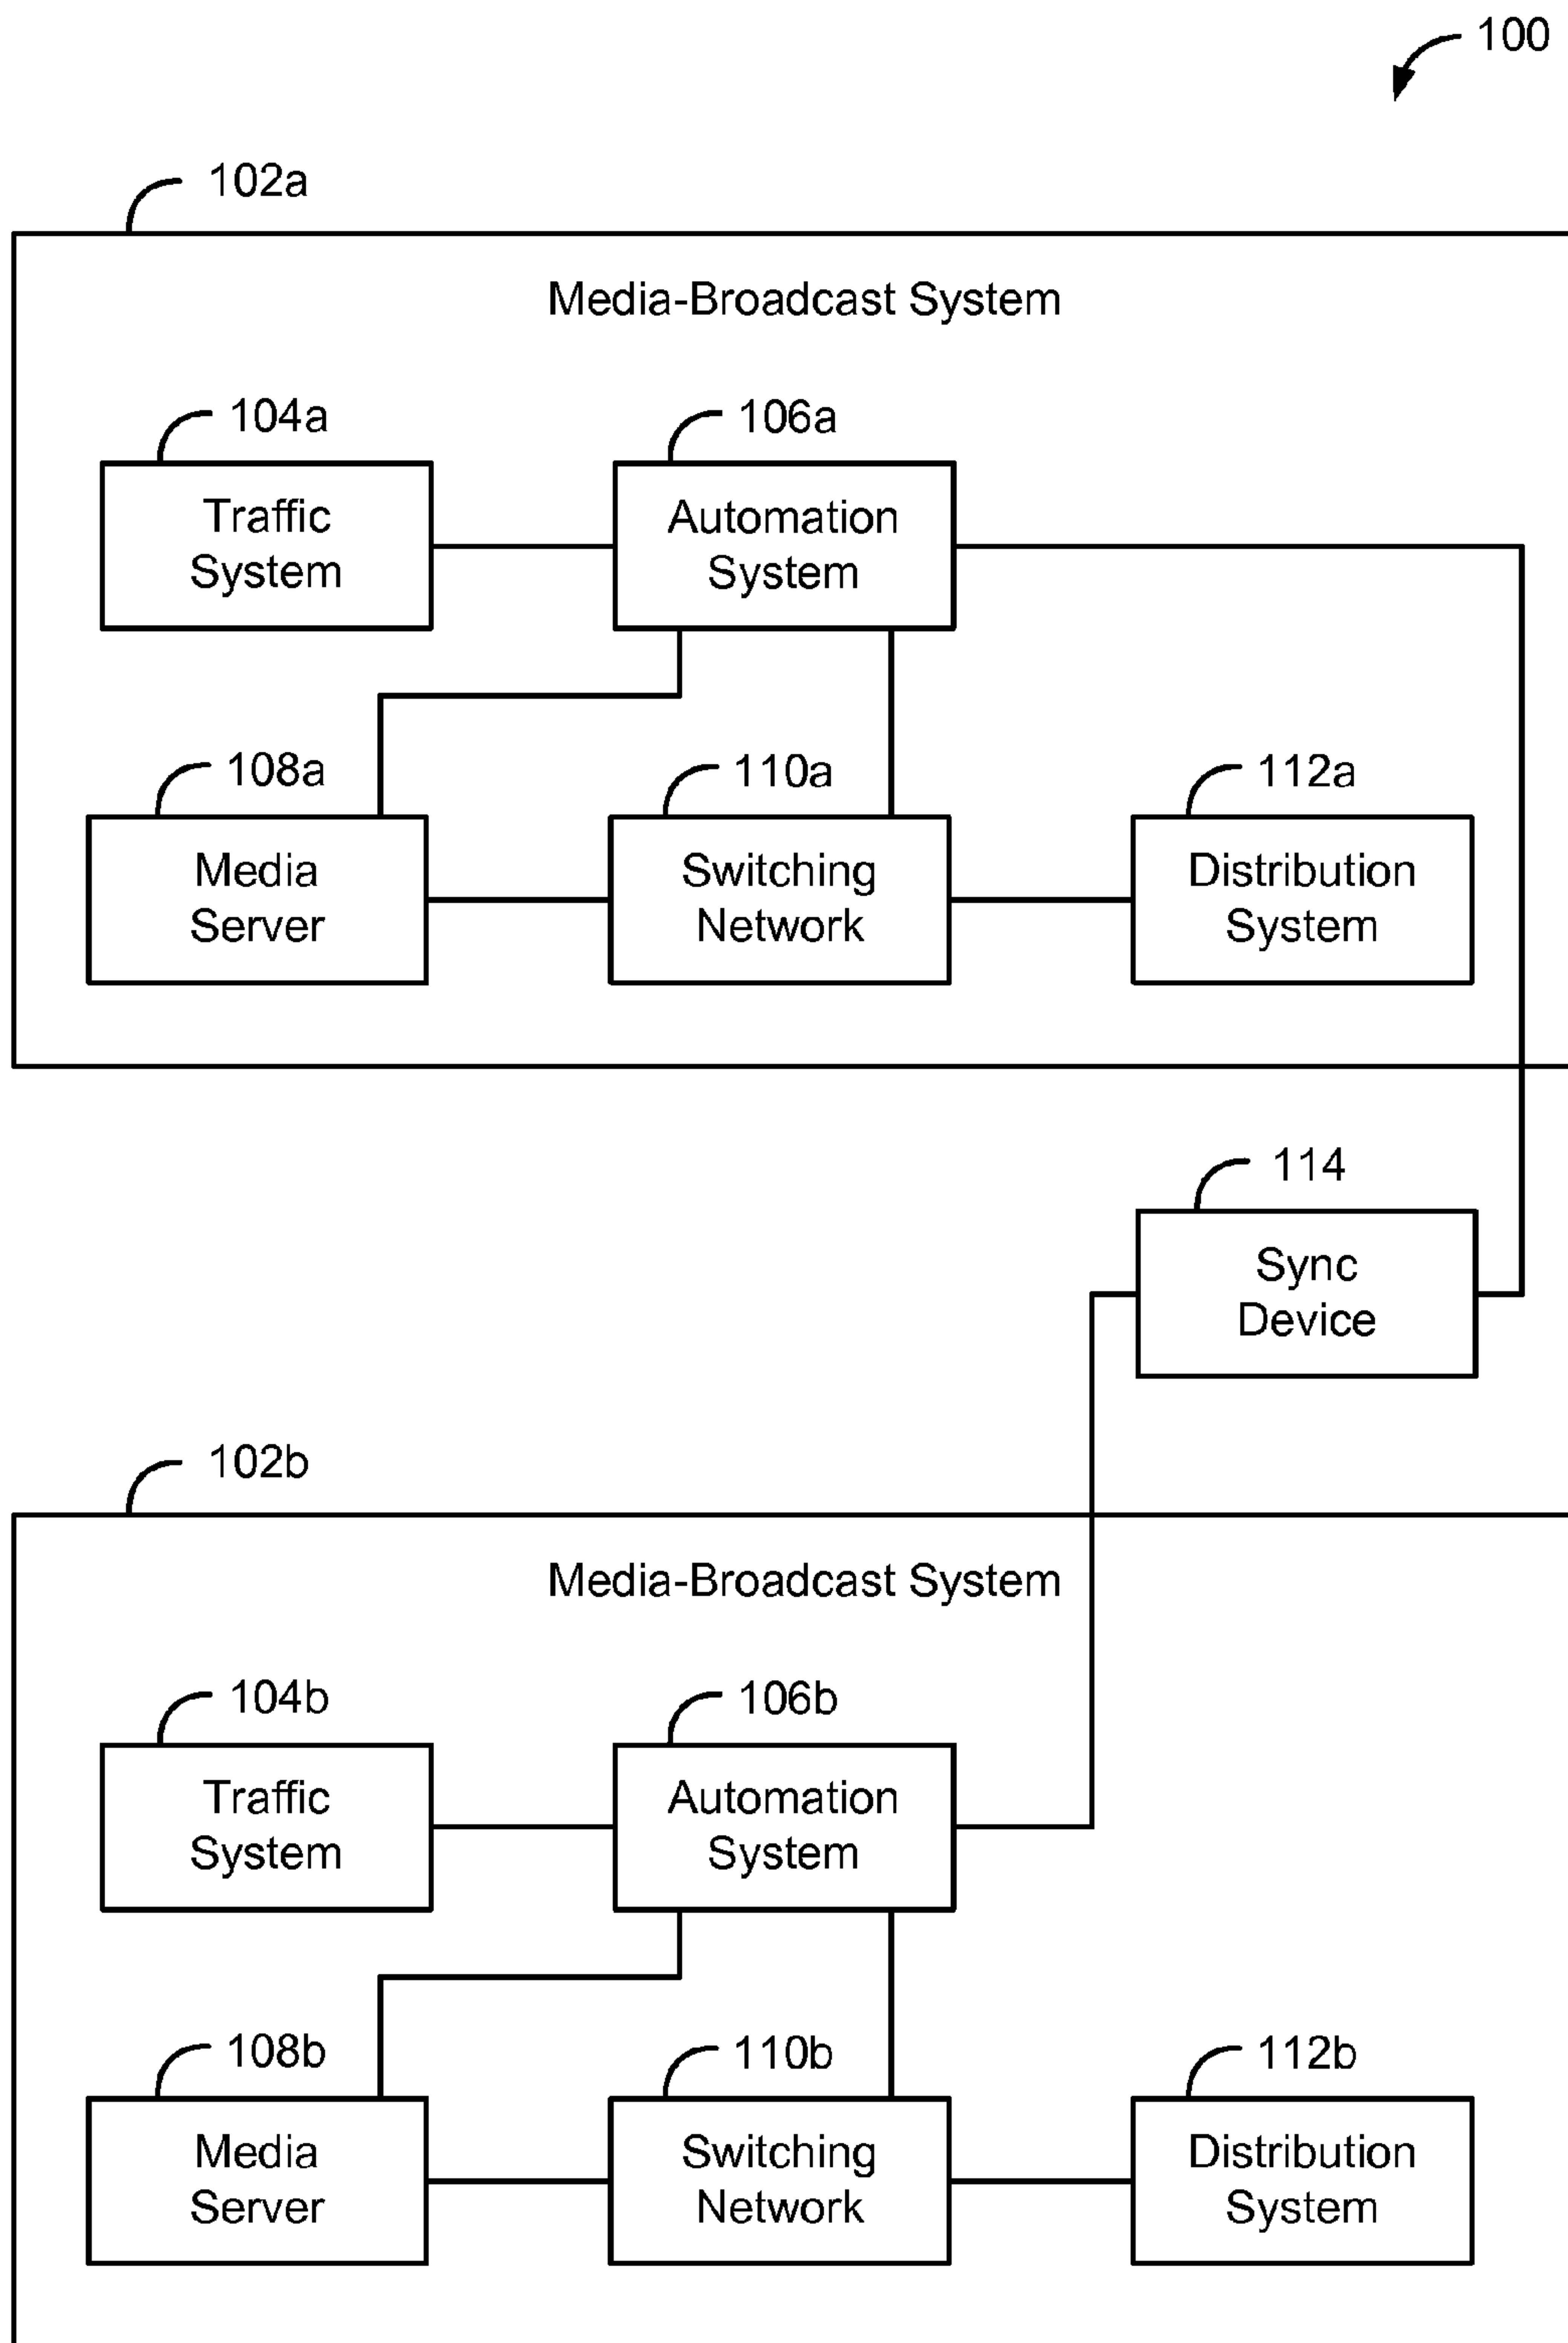 100
102a
Media-Broadcast System
104a
106a
Traffic
System
Automation
System
108a
110a
112a
Media
Server
Switching
Network
Distribution
System
114
Sync
Device
102b
Media-Broadcast System
104b
106b
Traffic
System
Automation
System
108b
110b
112b
Media
Server
Switching
Network
Distribution
System